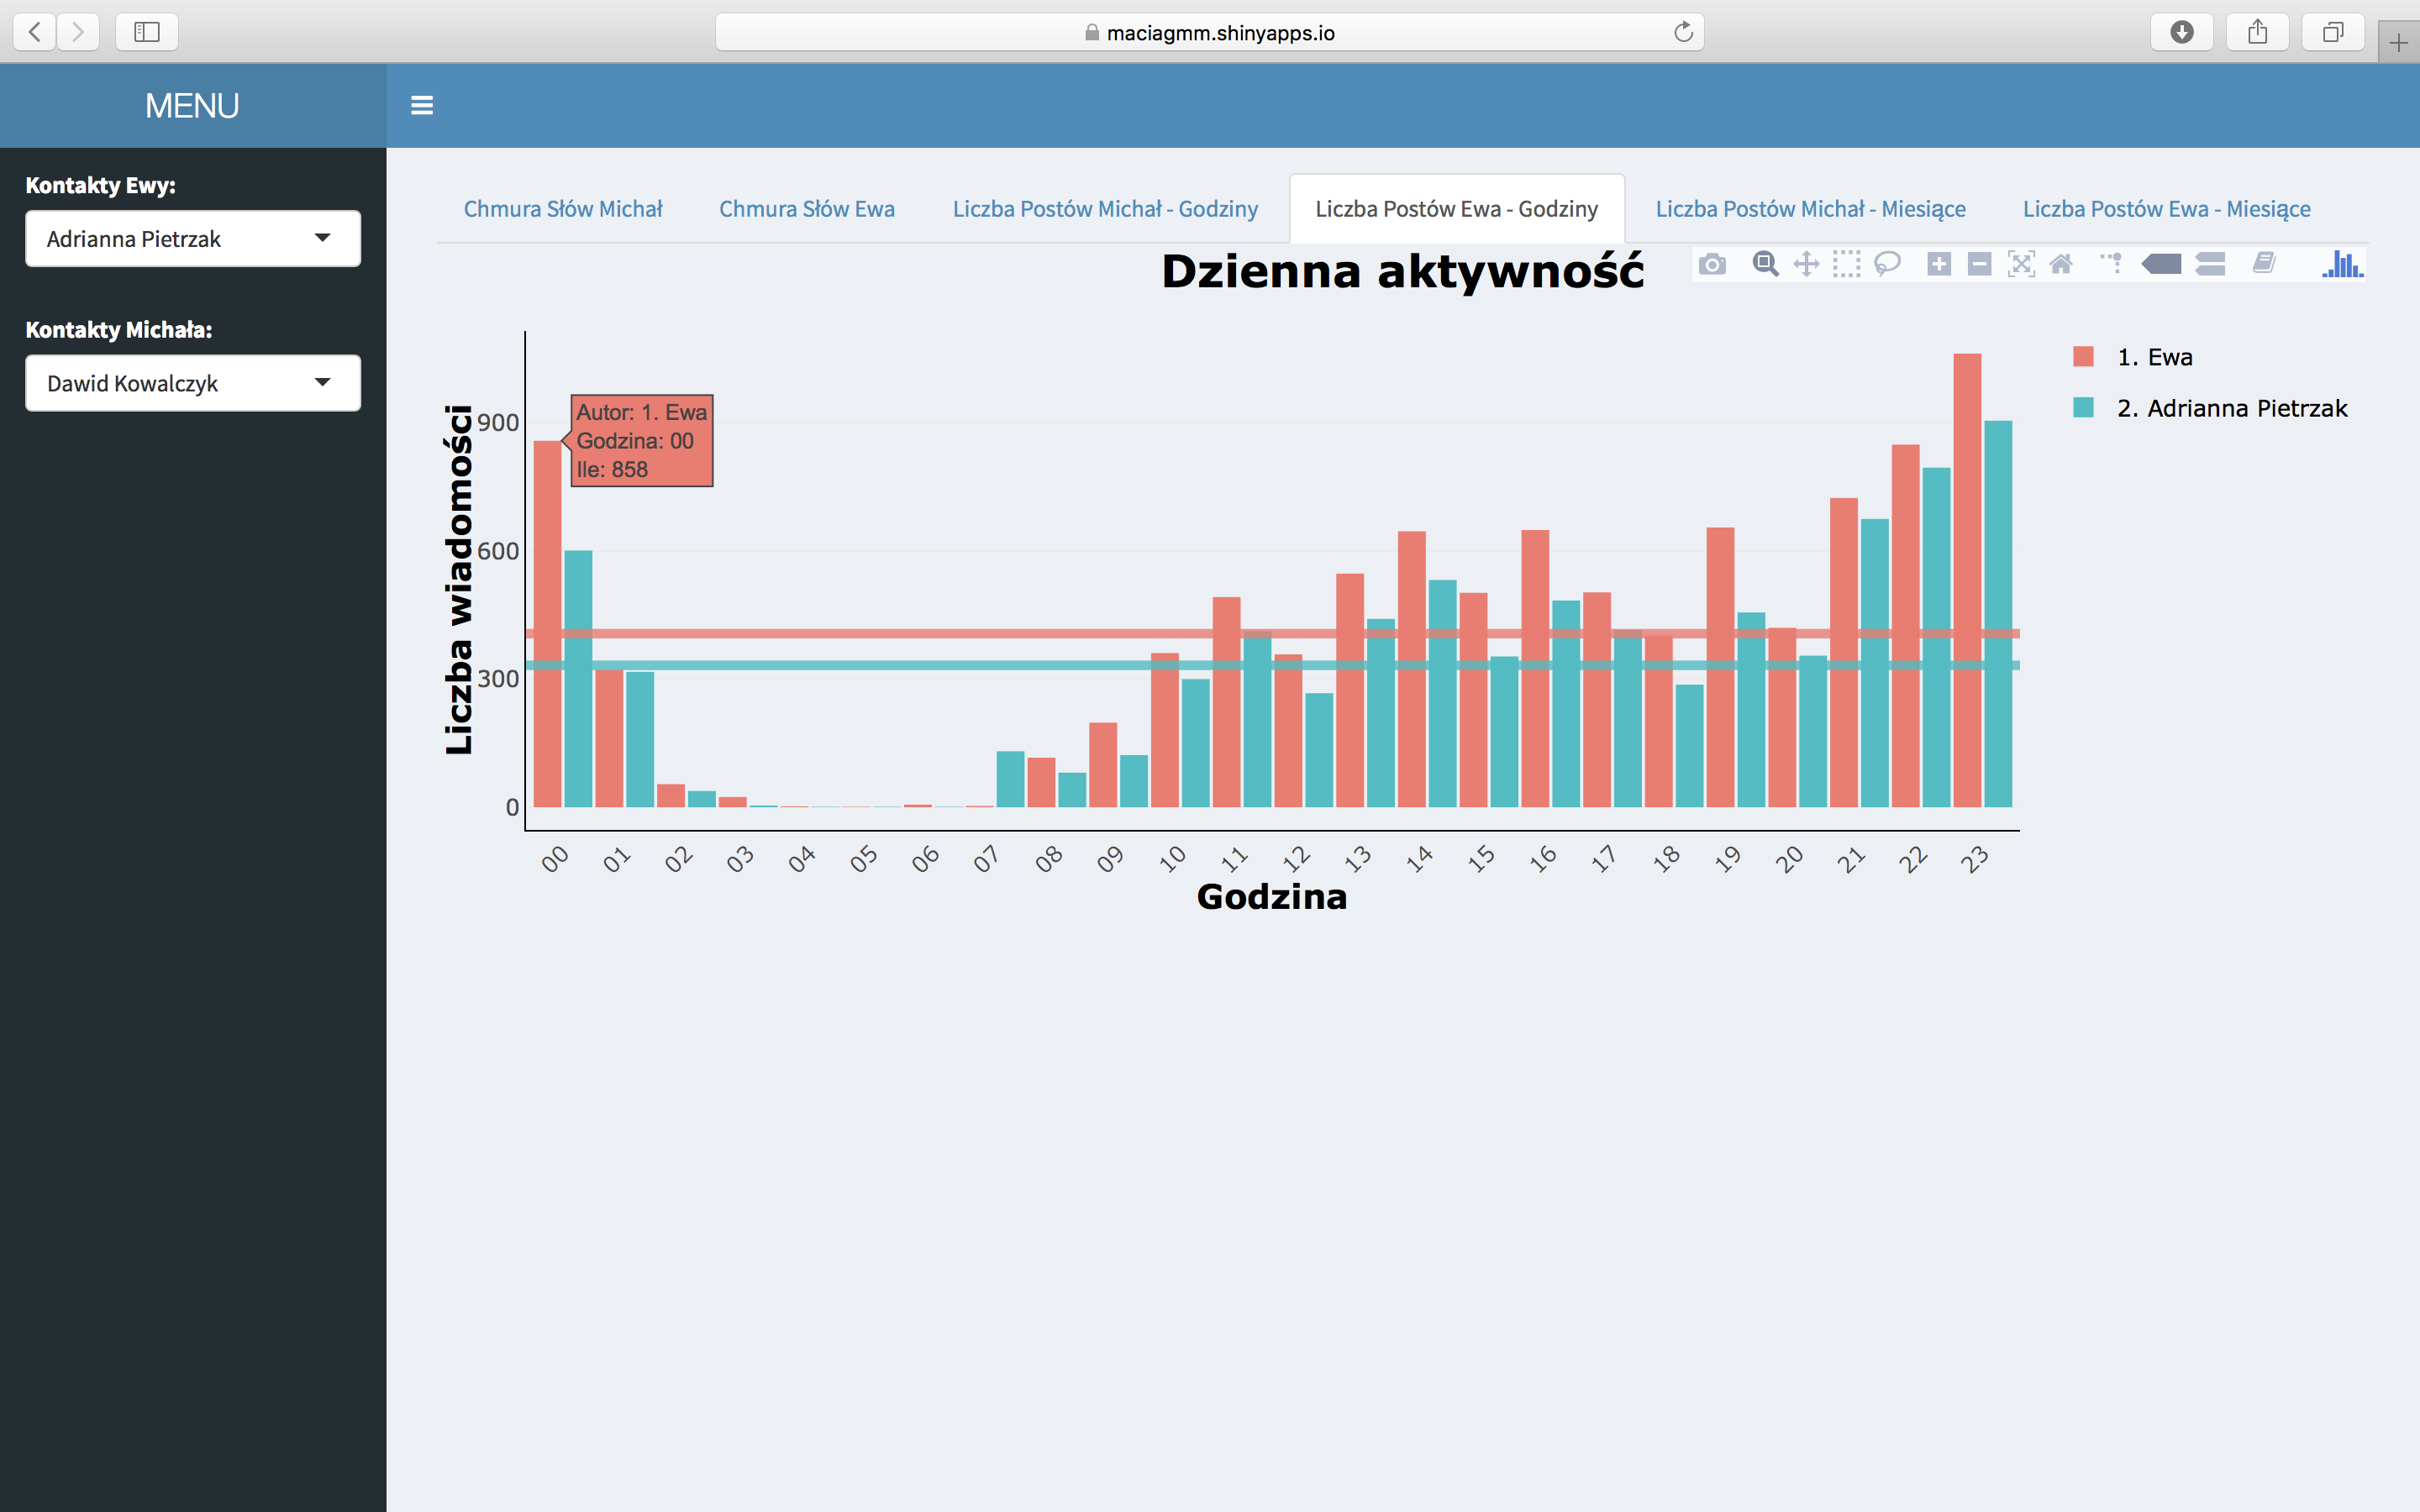 maciagmm.shinyapps.io
MENU
Kontakty Ewy:
Adrianna Pietrzak
Kontakty Michała:
Dawid Kowalczyk
Chmura Słów Michał
Chmura Słów Ewa
Liczba Postów Michał - Godziny
Liczba Postów Ewa - Godziny
Liczba Postów Michał - Miesiące
Liczba Postów Ewa - Miesiące
Dzienna aktywność
1. Ewa
2. Adrianna Pietrzak
Liczba wiadomości
900
600
300
0
Autor: 1. Ewa
Godzina: 00
Ile: 858
00 01 02 03 04 05 06 07 08 09 10 11 12 13 14 15 16 17 18 19 20 21 22 23
Godzina